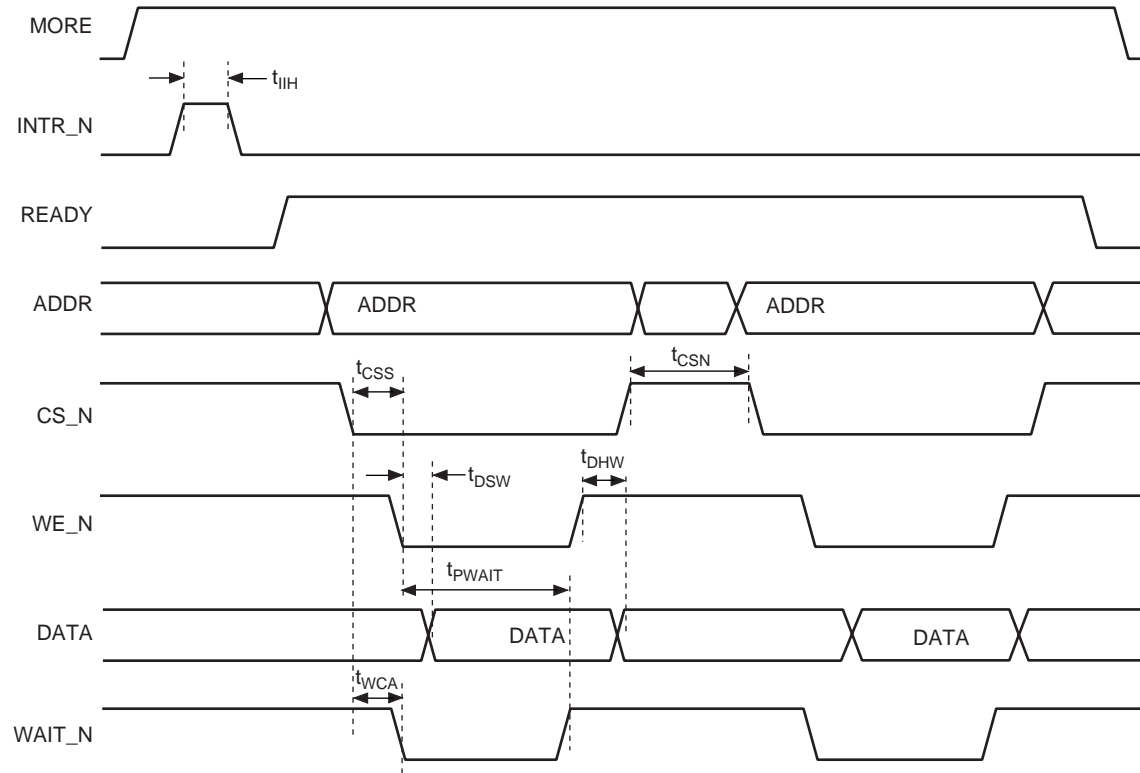 MORE
t_IIH
INTR_N
READY
ADDR ADDR ADDR
t_CSS t_CSN
CS_N
t_DSW t_DHW
WE_N
t_PWAIT
DATA DATA DATA
t_WCA
WAIT_N